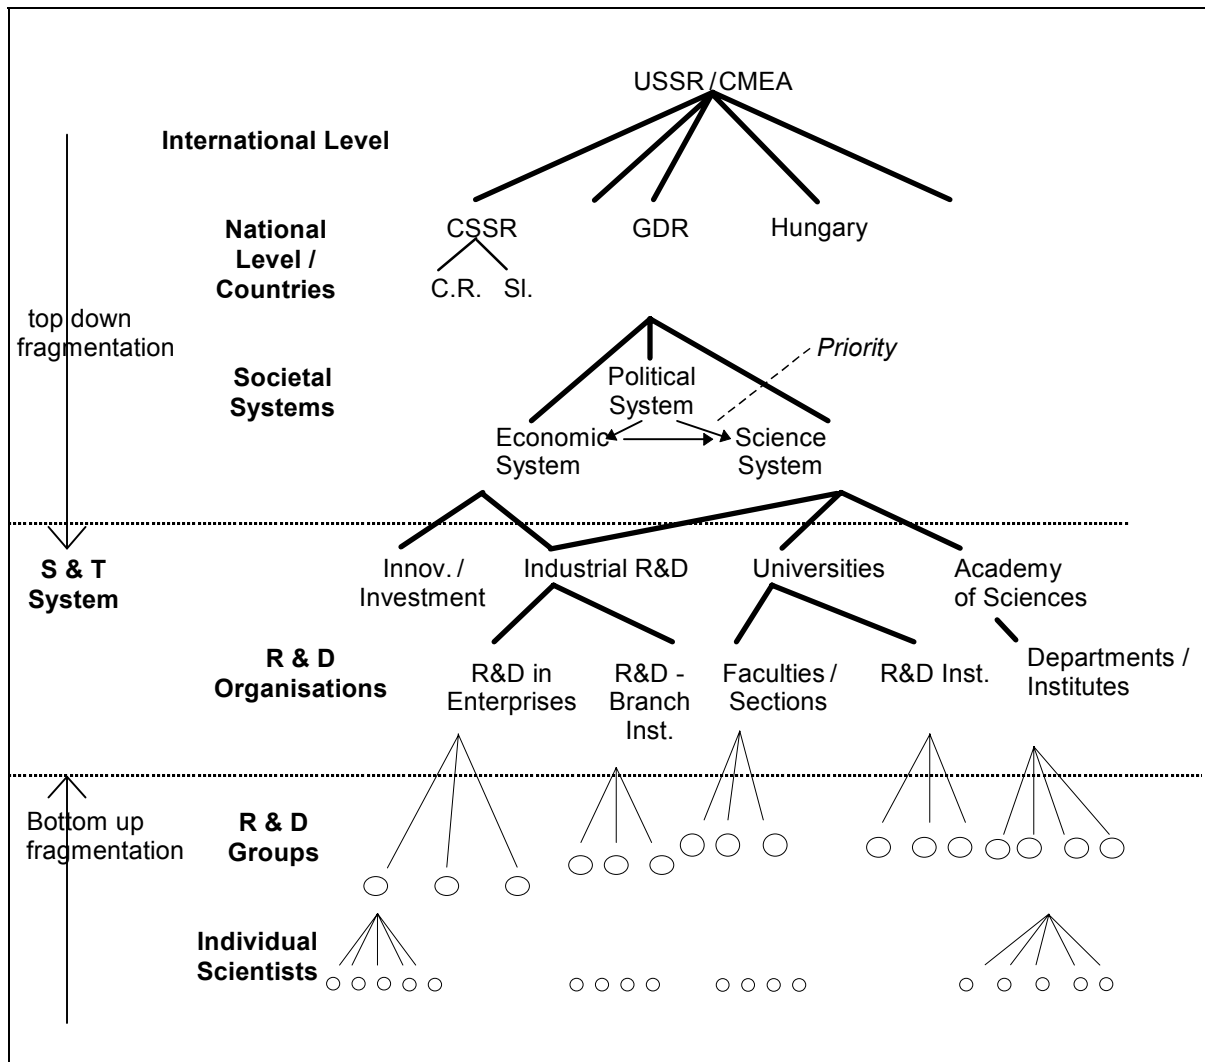 USSR / CMEA
International Level
National
Level /
Countries
CSSR
GDR
Hungary
C.R.
Sl.
top down
fragmentation
Societal
Systems
Priority
Political
System
Economic
System
Science
System
S & T
System
Innov. /
Investment
Industrial R&D
Universities
Academy
of Sciences
R & D
Organisations
R&D in
Enterprises
R&D -
Branch
Inst.
Faculties /
Sections
R&D Inst.
Departments /
Institutes
Bottom up
fragmentation
R & D
Groups
Individual
Scientists